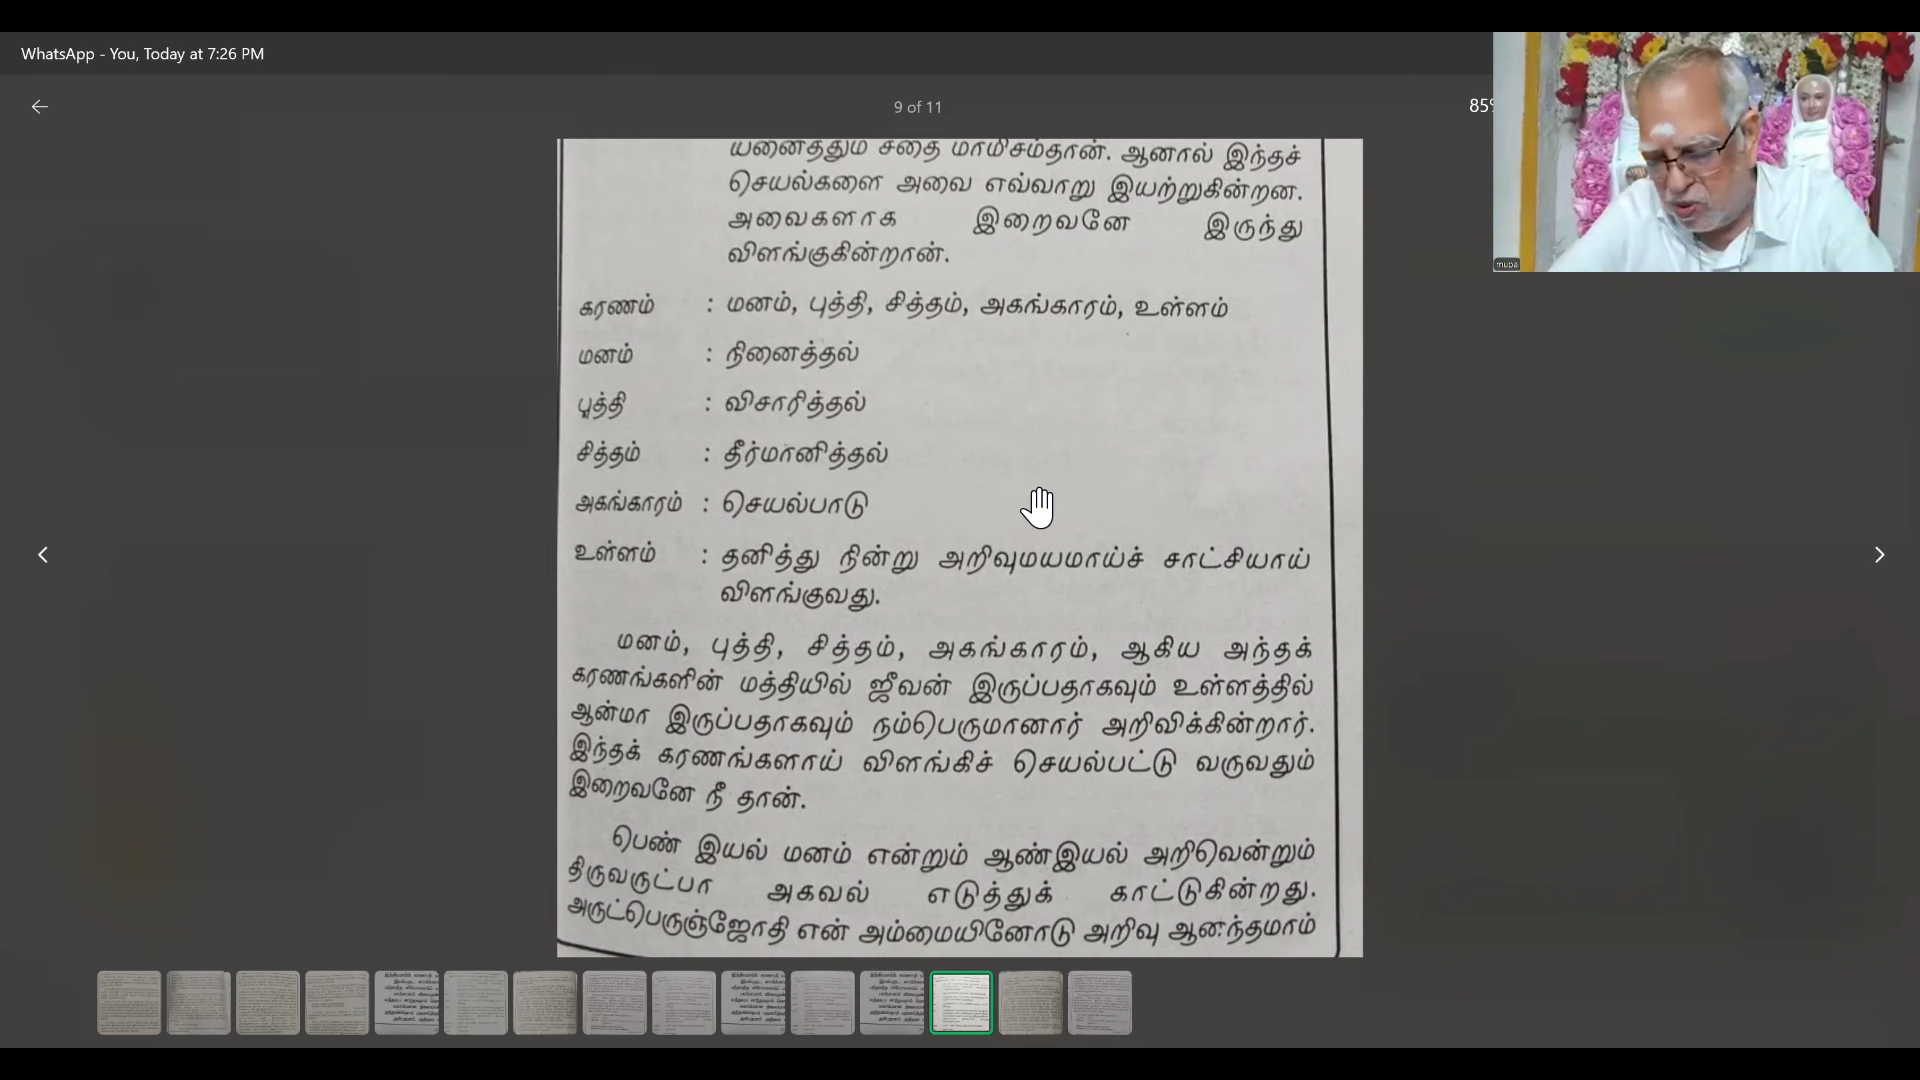 WhatsApp - You, Today at 7:26 PM
9 of 11
85%
mupa
யனைத்தும் சதை மாமிசம்தான். ஆனால் இந்தச்
செயல்களை அவை எவ்வாறு இயற்றுகின்றன.
அவைகளாக இறைவனே இருந்து
விளங்குகின்றான்.
கரணம் : மனம், புத்தி, சித்தம், அகங்காரம், உள்ளம்
மனம் : நினைத்தல்
புத்தி : விசாரித்தல்
சித்தம் : தீர்மானித்தல்
அகங்காரம் : செயல்பாடு
உள்ளம் : தனித்து நின்று அறிவுமயமாய்ச் சாட்சியாய்
விளங்குவது.
மனம், புத்தி, சித்தம், அகங்காரம், ஆகிய அந்தக்
கரணங்களின் மத்தியில் ஜீவன் இருப்பதாகவும் உள்ளத்தில்
ஆன்மா இருப்பதாகவும் நம்பெருமானார் அறிவிக்கின்றார்.
இந்தக் கரணங்களாய் விளங்கிச் செயல்பட்டு வருவதும்
இறைவனே நீ தான்.
பெண் இயல் மனம் என்றும் ஆண்இயல் அறிவென்றும்
திருவருட்பா அகவல் எடுத்துக் காட்டுகின்றது.
அருட்பெருஞ்ஜோதி என் அம்மையினோடு அறிவு ஆனந்தமாம்